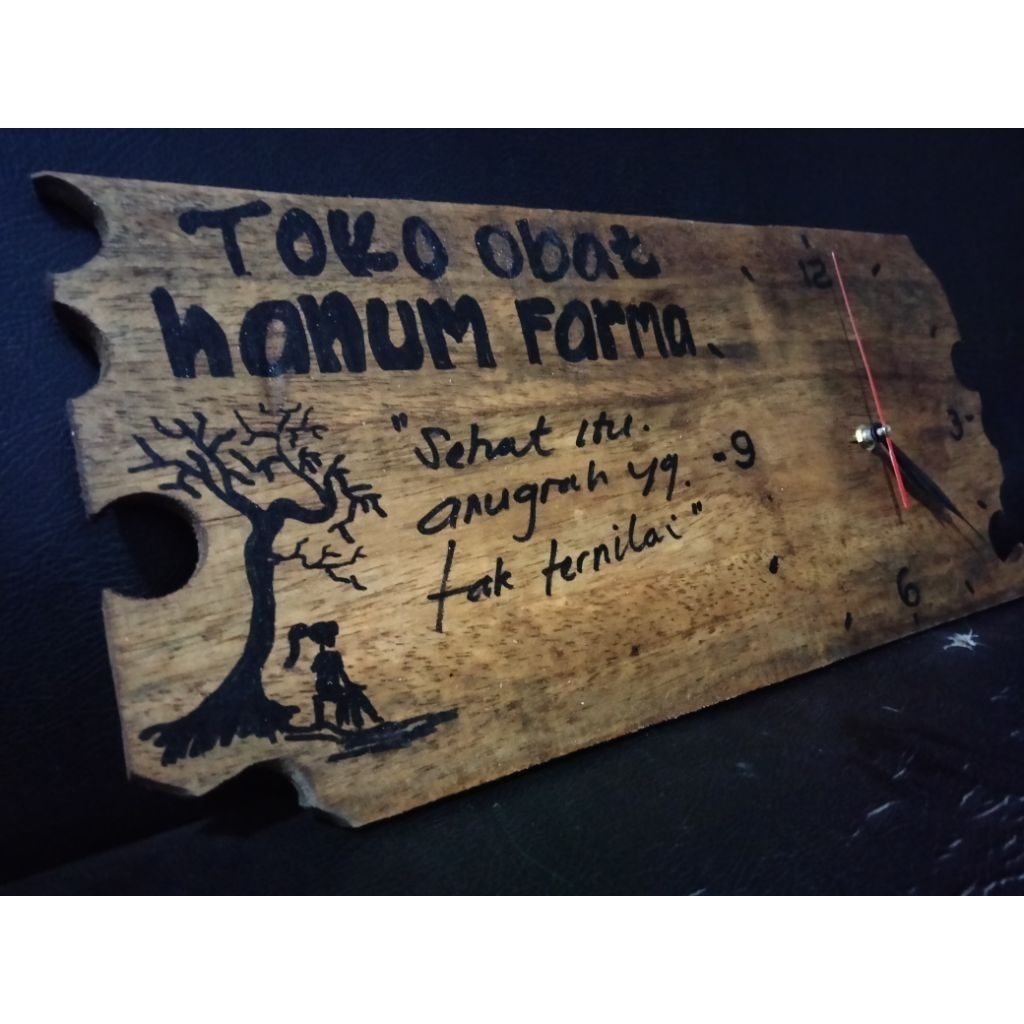 TOKO Obat
hanum Farma
"Sehat itu.
anugrah yg.
tak ternilai"
12
3
6
9